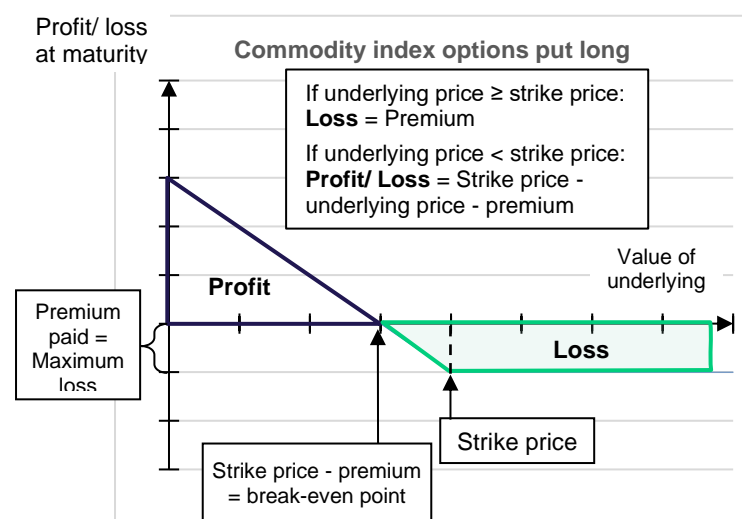 Profit/ loss
at maturity
Commodity index options put long
If underlying price ≥ strike price:
Loss = Premium
If underlying price < strike price:
Profit/ Loss = Strike price -
underlying price - premium
Value of
underlying
Profit
Premium
paid =
Maximum
loss
Loss
Strike price
Strike price - premium
= break-even point